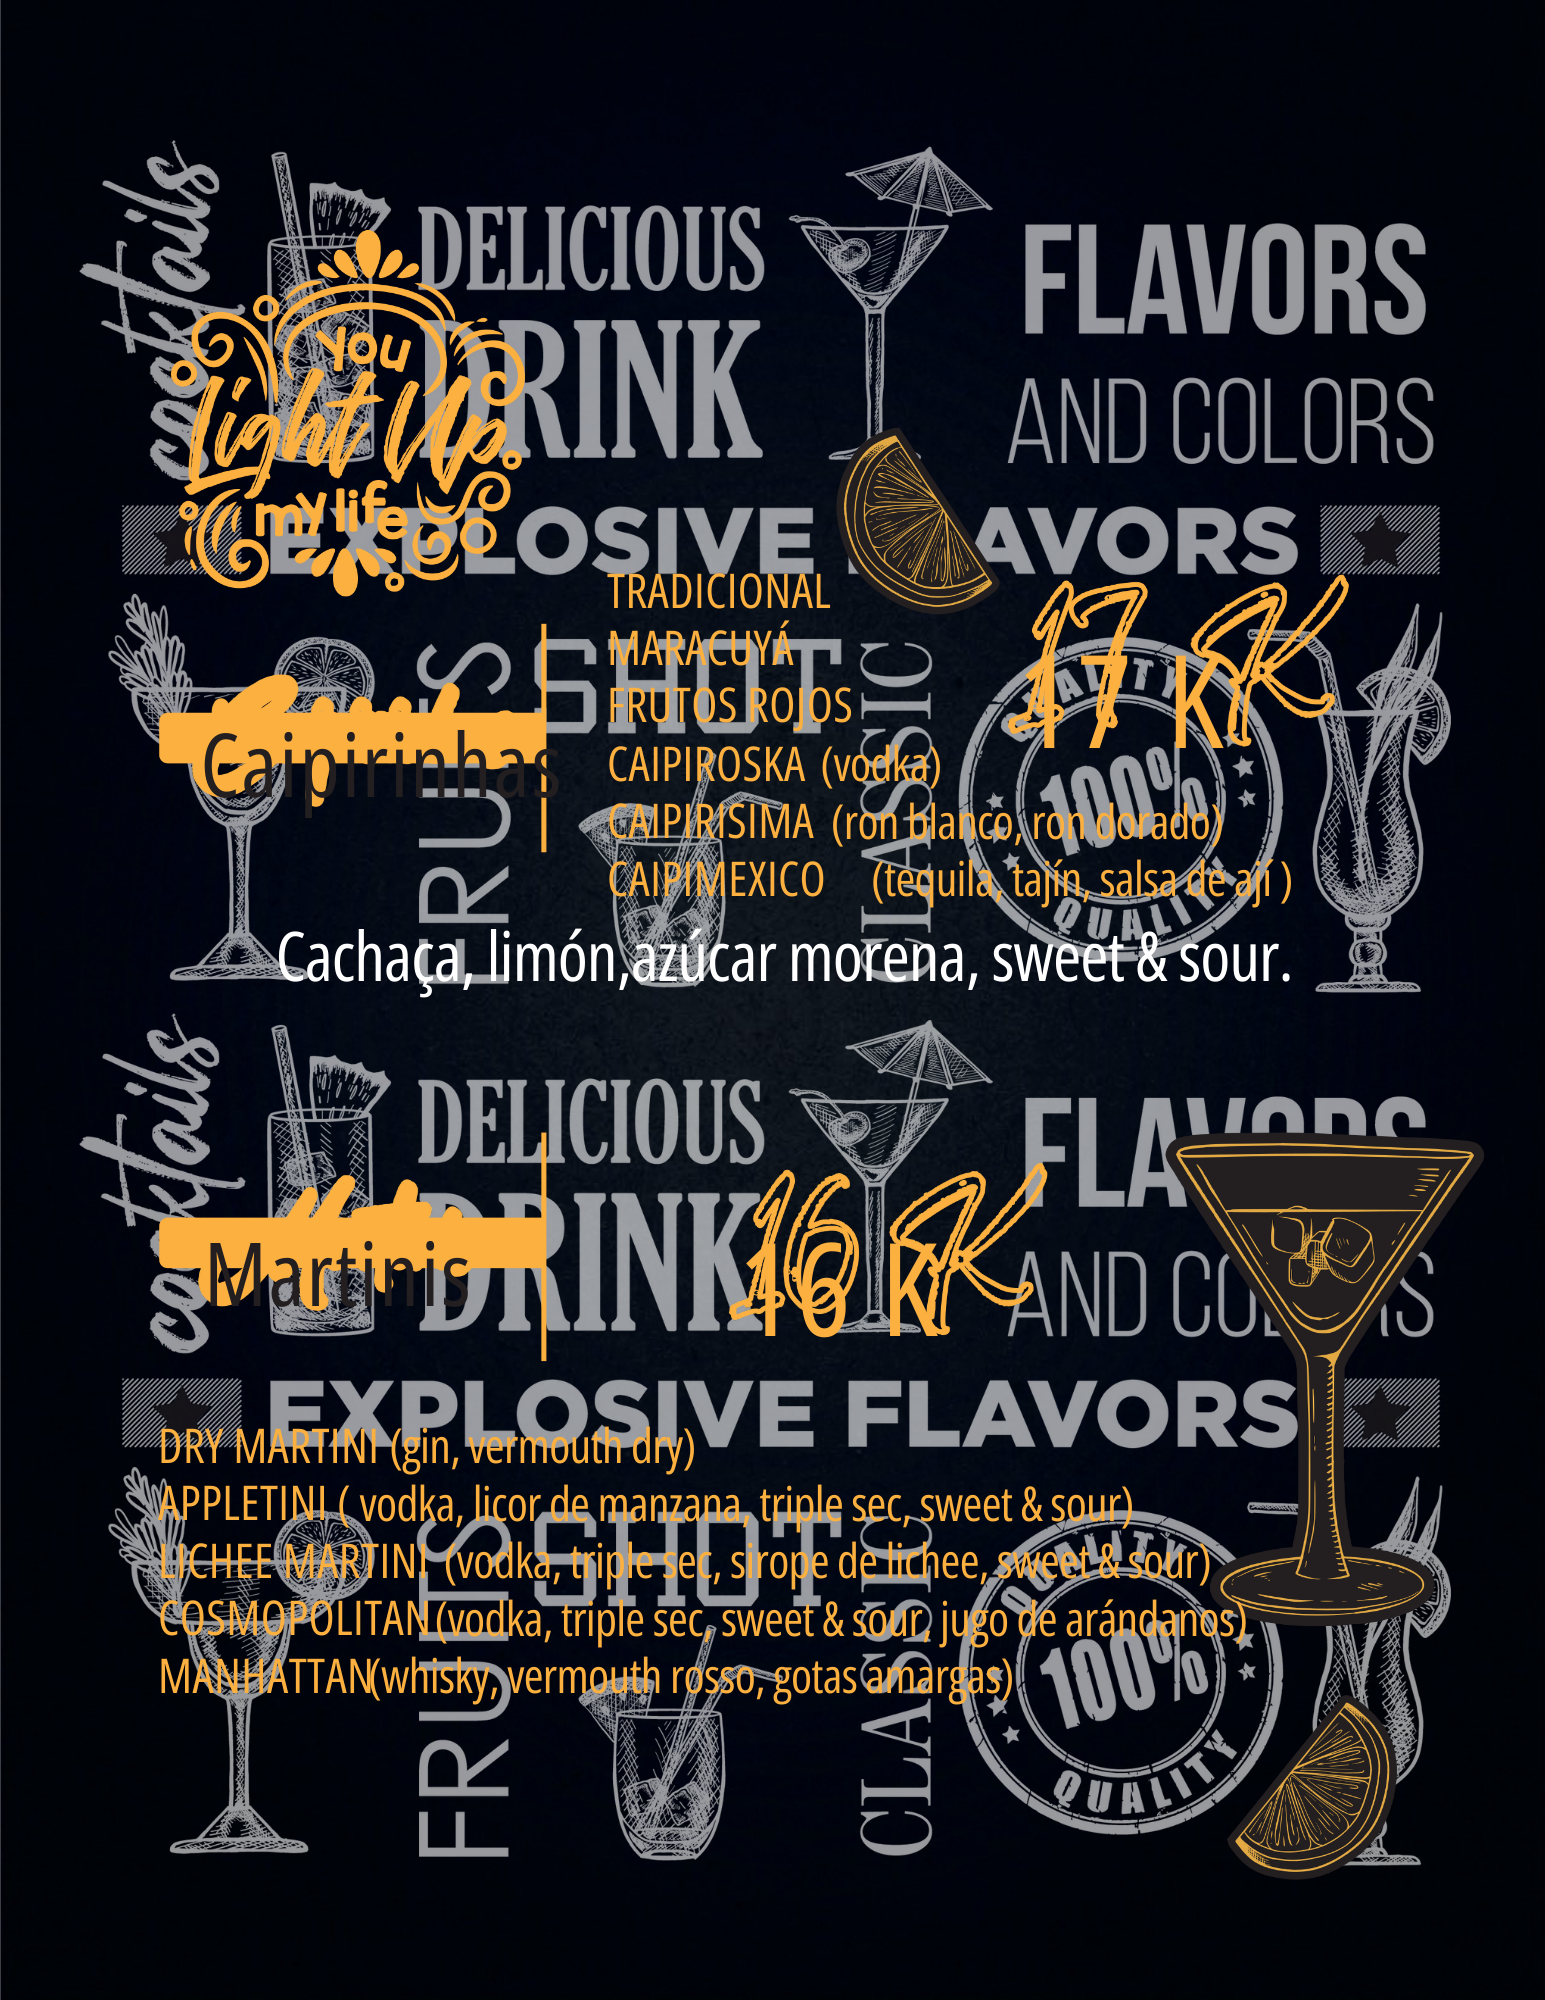 cocktails
DELICIOUS
DRINK
FLAVORS
AND COLORS
You
Light Up
my life
EXPLOSIVE FLAVORS
FRUITS
SHOT
CLASSIC
QUALITY
100%
QUALITY
17 K
17 K
Caipirinhas
TRADICIONAL
MARACUYÁ
FRUTOS ROJOS
CAIPIROSKA (vodka)
CAIPIRISIMA (ron blanco, ron dorado)
CAIPIMEXICO (tequila, tajín, salsa de ají )
Cachaça, limón,azúcar morena, sweet & sour.
cocktails
DELICIOUS
DRINK
FLAVORS
AND COLORS
Martinis
16 K
16 K
EXPLOSIVE FLAVORS
DRY MARTINI (gin, vermouth dry)
APPLETINI ( vodka, licor de manzana, triple sec, sweet & sour)
LICHEE MARTINI (vodka, triple sec, sirope de lichee, sweet & sour)
COSMOPOLITAN (vodka, triple sec, sweet & sour, jugo de arándanos)
MANHATTAN (whisky, vermouth rosso, gotas amargas)
FRUITS
SHOT
CLASSIC
QUALITY
100%
QUALITY